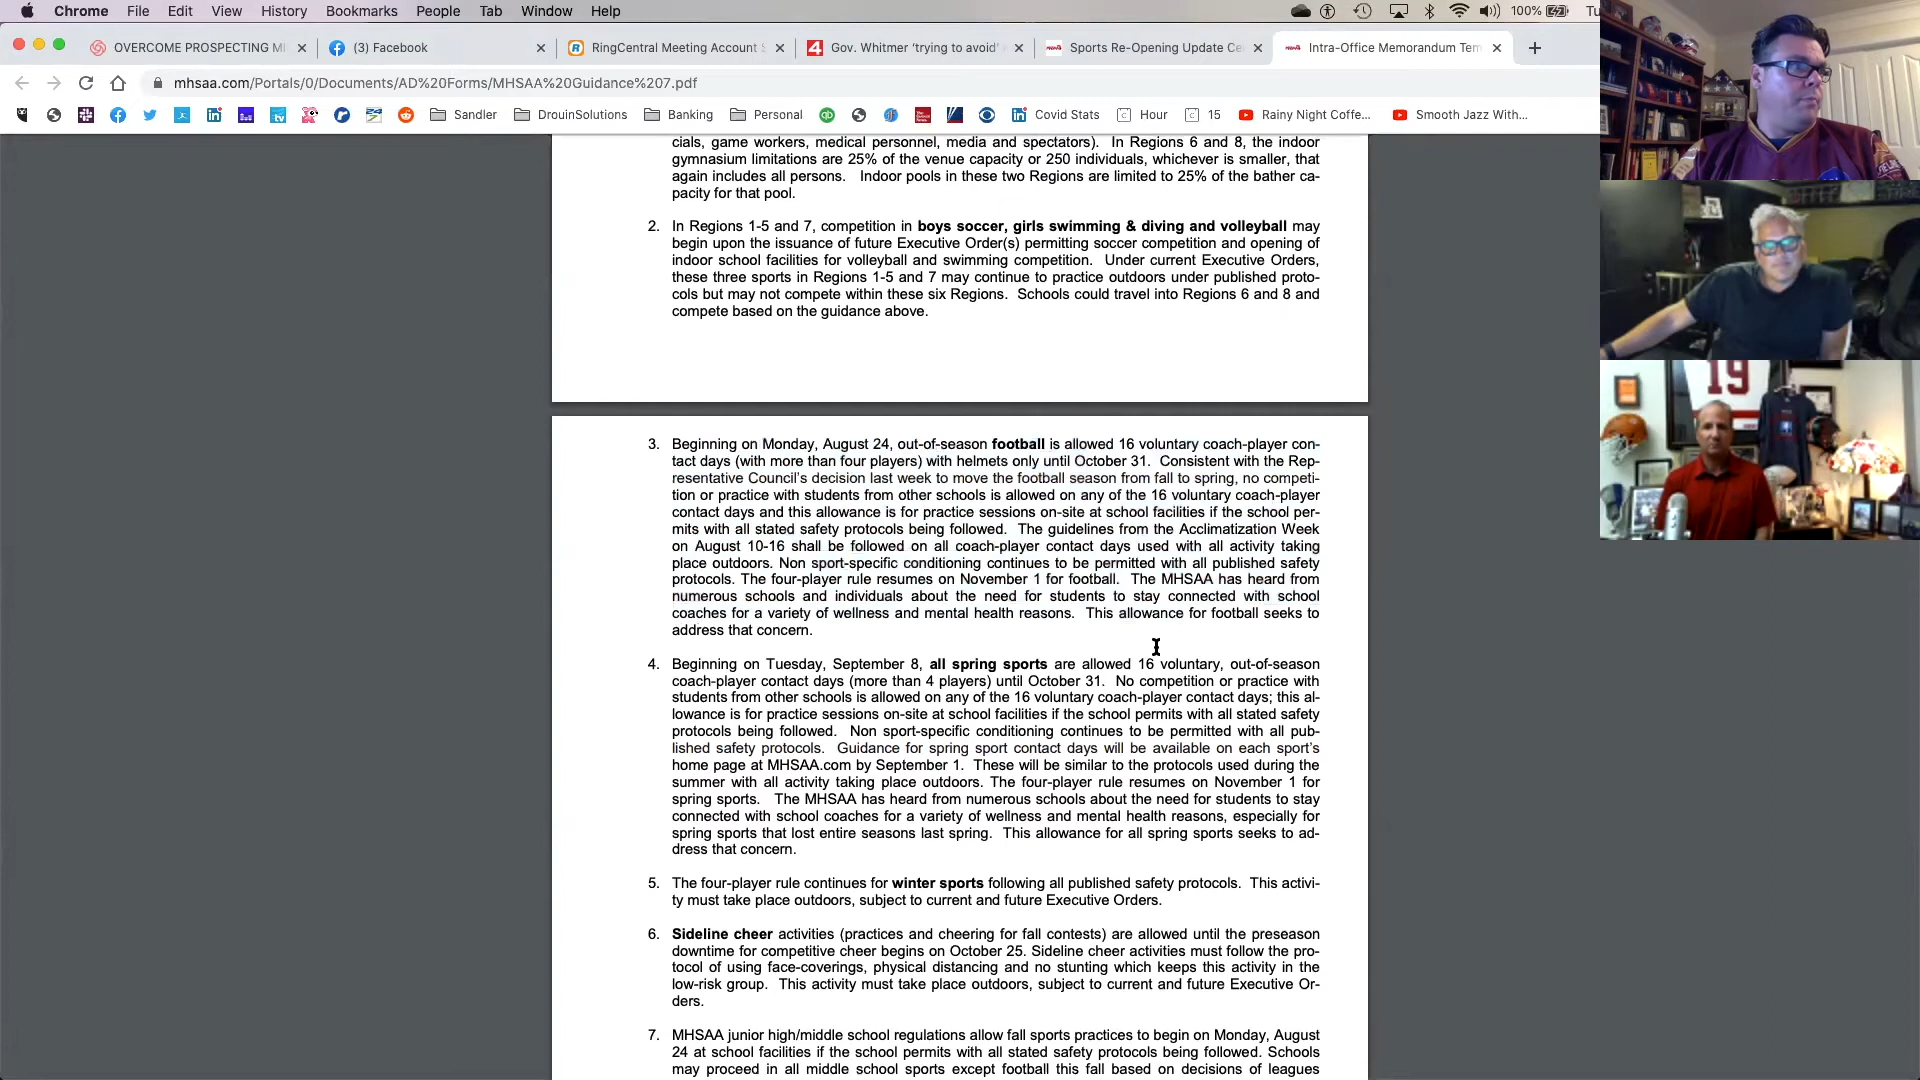 Chrome File Edit View History Bookmarks People Tab Window Help 100% Tu
OVERCOME PROSPECTING MI (3) Facebook RingCentral Meeting Account S Gov. Whitmer 'trying to avoid' Sports Re-Opening Update Ce Intra-Office Memorandum Tem
mhsaa.com/Portals/0/Documents/AD%20Forms/MHSAA%20Guidance%207.pdf
Sandler DrouinSolutions Banking Personal Covid Stats Hour 15 Rainy Night Coffe... Smooth Jazz With...
cials, game workers, medical personnel, media and spectators). In Regions 6 and 8, the indoor
gymnasium limitations are 25% of the venue capacity or 250 individuals, whichever is smaller, that
again includes all persons. Indoor pools in these two Regions are limited to 25% of the bather ca-
pacity for that pool.
2. In Regions 1-5 and 7, competition in boys soccer, girls swimming & diving and volleyball may
begin upon the issuance of future Executive Order(s) permitting soccer competition and opening of
indoor school facilities for volleyball and swimming competition. Under current Executive Orders,
these three sports in Regions 1-5 and 7 may continue to practice outdoors under published proto-
cols but may not compete within these six Regions. Schools could travel into Regions 6 and 8 and
compete based on the guidance above.
3. Beginning on Monday, August 24, out-of-season football is allowed 16 voluntary coach-player con-
tact days (with more than four players) with helmets only until October 31. Consistent with the Rep-
resentative Council's decision last week to move the football season from fall to spring, no competi-
tion or practice with students from other schools is allowed on any of the 16 voluntary coach-player
contact days and this allowance is for practice sessions on-site at school facilities if the school per-
mits with all stated safety protocols being followed. The guidelines from the Acclimatization Week
on August 10-16 shall be followed on all coach-player contact days used with all activity taking
place outdoors. Non sport-specific conditioning continues to be permitted with all published safety
protocols. The four-player rule resumes on November 1 for football. The MHSAA has heard from
numerous schools and individuals about the need for students to stay connected with school
coaches for a variety of wellness and mental health reasons. This allowance for football seeks to
address that concern.
4. Beginning on Tuesday, September 8, all spring sports are allowed 16 voluntary, out-of-season
coach-player contact days (more than 4 players) until October 31. No competition or practice with
students from other schools is allowed on any of the 16 voluntary coach-player contact days; this al-
lowance is for practice sessions on-site at school facilities if the school permits with all stated safety
protocols being followed. Non sport-specific conditioning continues to be permitted with all pub-
lished safety protocols. Guidance for spring sport contact days will be available on each sport's
home page at MHSAA.com by September 1. These will be similar to the protocols used during the
summer with all activity taking place outdoors. The four-player rule resumes on November 1 for
spring sports. The MHSAA has heard from numerous schools about the need for students to stay
connected with school coaches for a variety of wellness and mental health reasons, especially for
spring sports that lost entire seasons last spring. This allowance for all spring sports seeks to ad-
dress that concern.
5. The four-player rule continues for winter sports following all published safety protocols. This activi-
ty must take place outdoors, subject to current and future Executive Orders.
6. Sideline cheer activities (practices and cheering for fall contests) are allowed until the preseason
downtime for competitive cheer begins on October 25. Sideline cheer activities must follow the pro-
tocol of using face-coverings, physical distancing and no stunting which keeps this activity in the
low-risk group. This activity must take place outdoors, subject to current and future Executive Or-
ders.
7. MHSAA junior high/middle school regulations allow fall sports practices to begin on Monday, August
24 at school facilities if the school permits with all stated safety protocols being followed. Schools
may proceed in all middle school sports except football this fall based on decisions of leagues
19